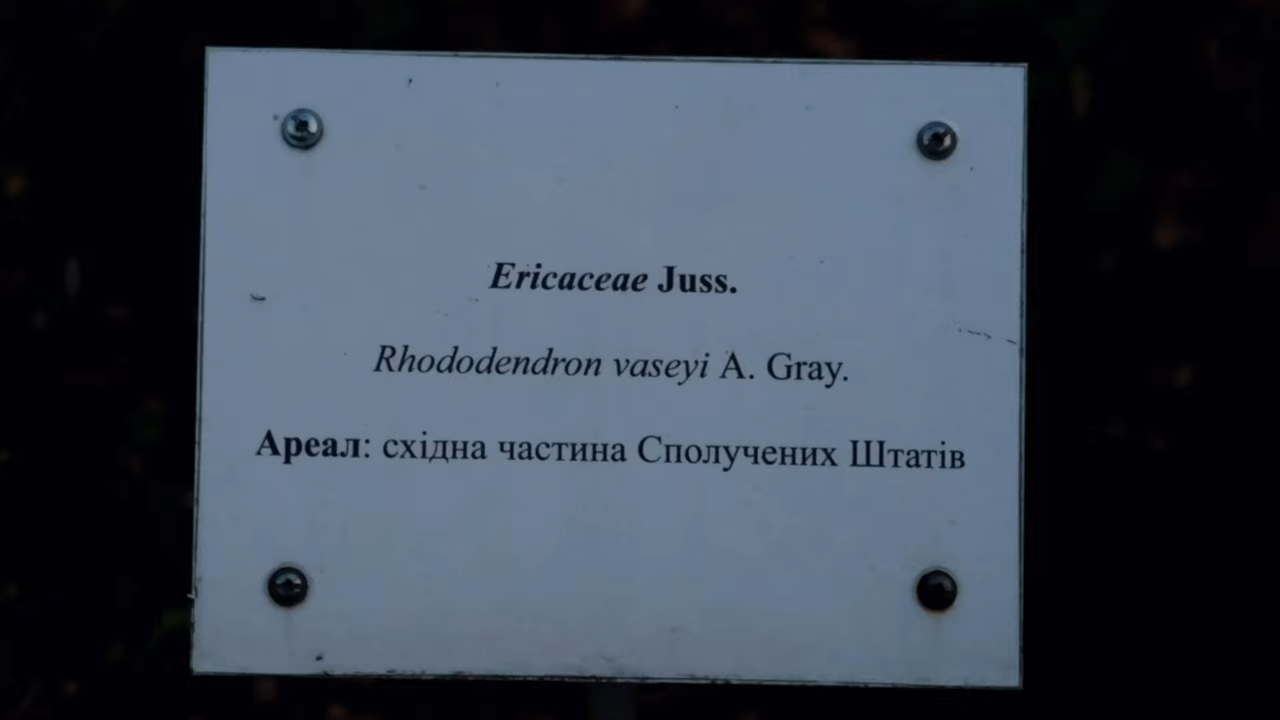 Ericaceae Juss.
Rhododendron vaseyi A. Gray.
Ареал: східна частина Сполучених Штатів